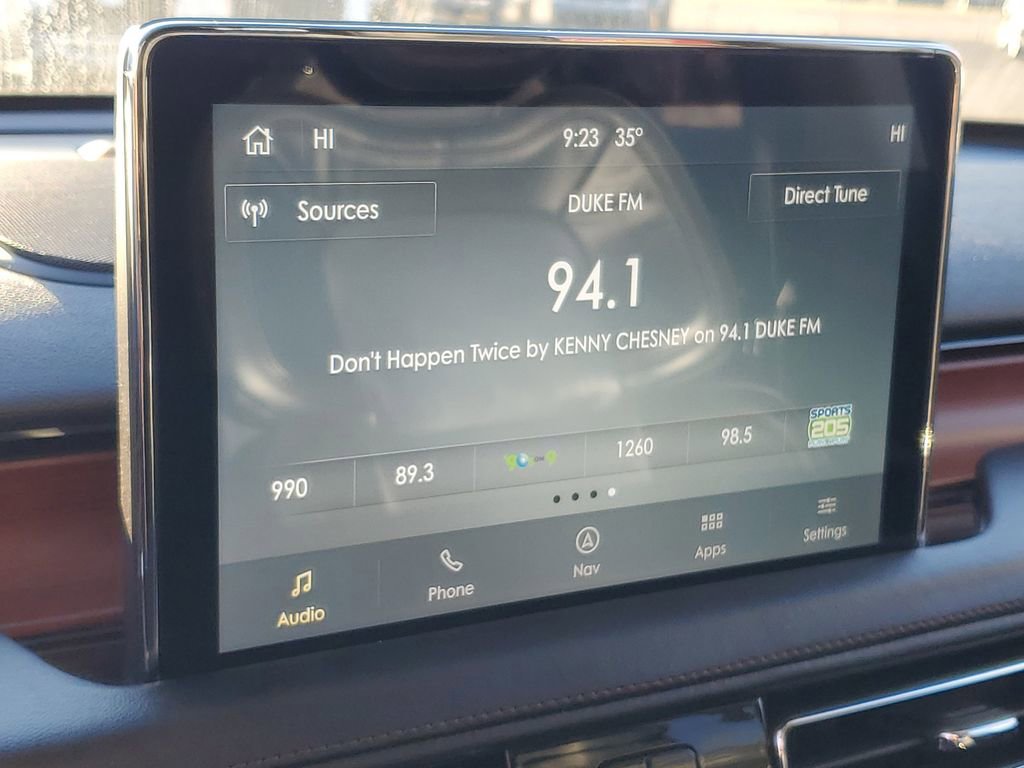 HI 9:23 35° HI
Sources DUKE FM Direct Tune
94.1
Don't Happen Twice by KENNY CHESNEY on 94.1 DUKE FM
990 89.3 1260 98.5 SPORTS
205
Audio Phone Nav Apps Settings